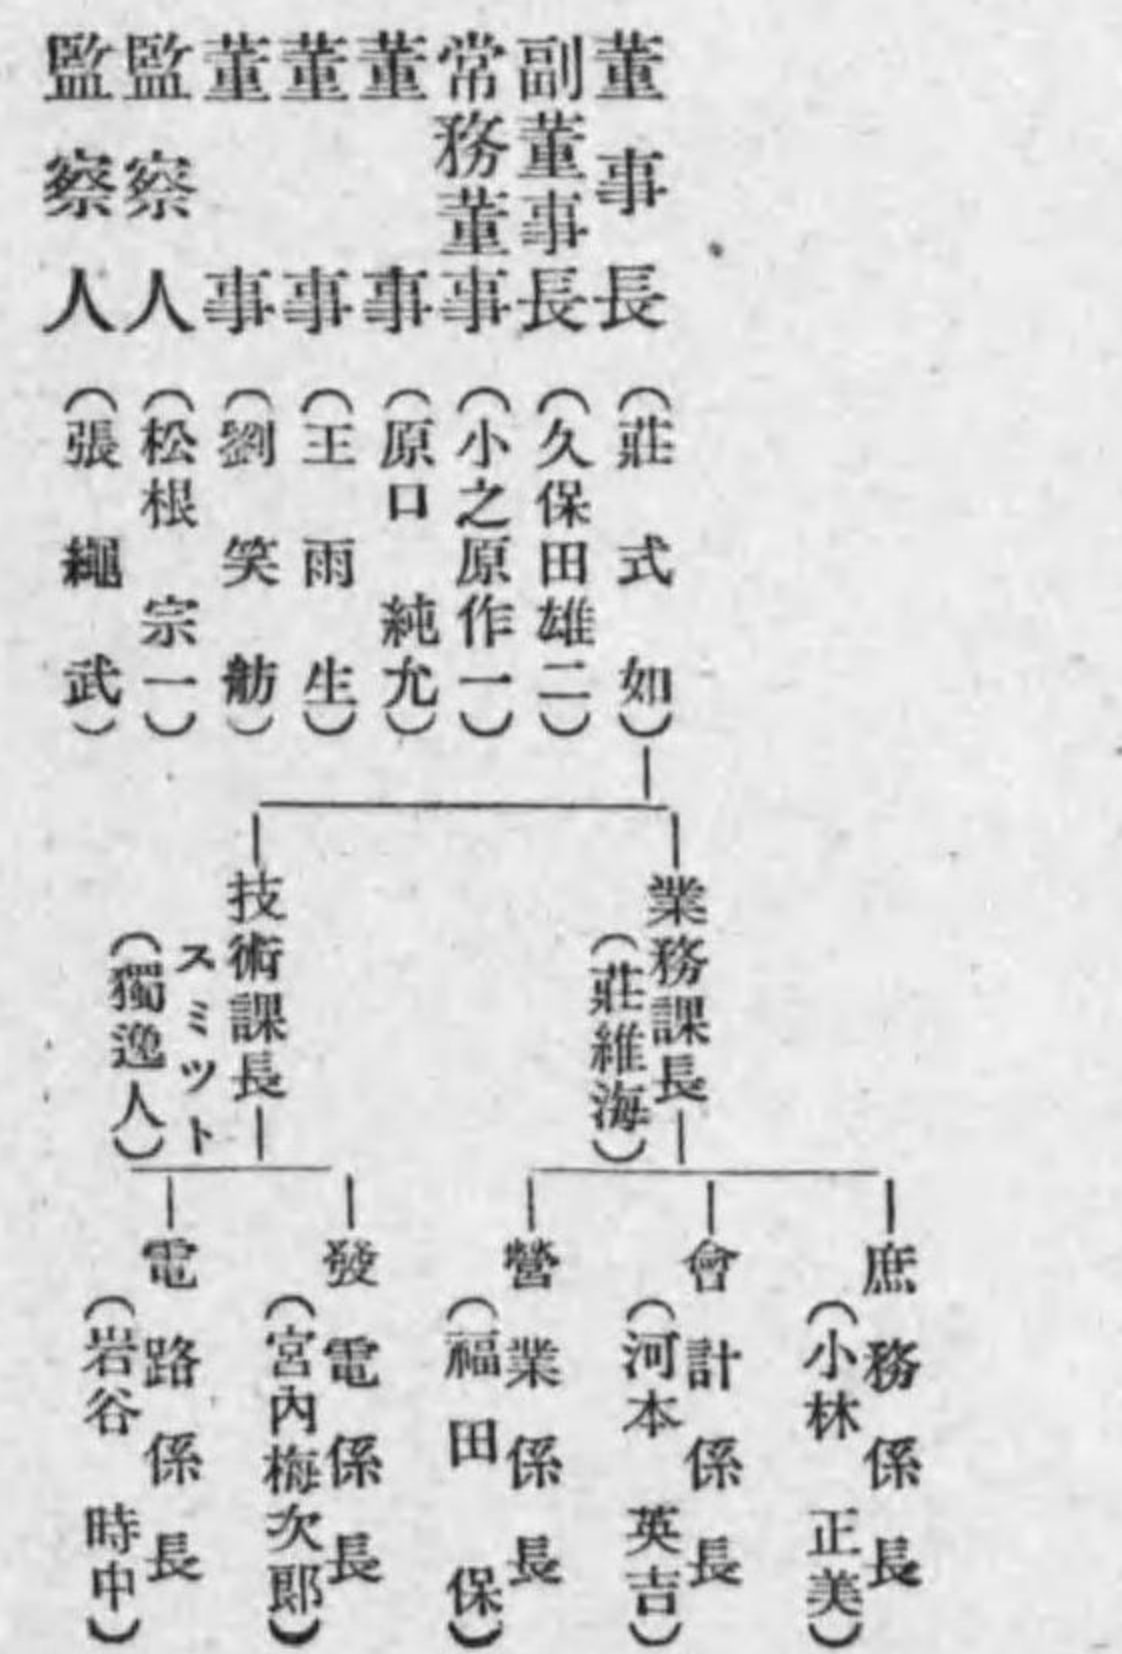 董事長(莊式如)
副董事長(久保田雄二)
常務董事(小之原作一)
董事(原口純允)
董事(王雨生)
董事(劉笑舫)
監察人(松根宗一)
監察人(張繩武)
業務課長
(莊維海)
技術課長
スミット
(獨逸人)
庶務係長
(小林正美)
會計係長
(河本英吉)
營業係長
(福田保)
發電係長
(宮內梅次郎)
電路係長
(岩谷時中)